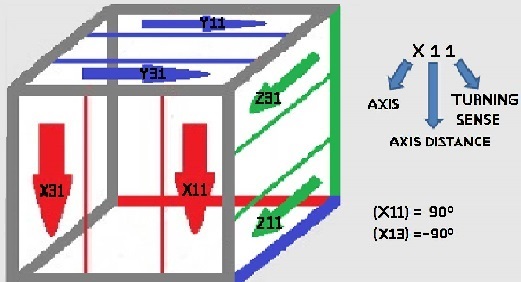 Y11
Y31
Z31
X31
X11
Z11
X 1 1
AXIS
TURNING
SENSE
AXIS DISTANCE
(X11) = 90º
(X13) =-90º